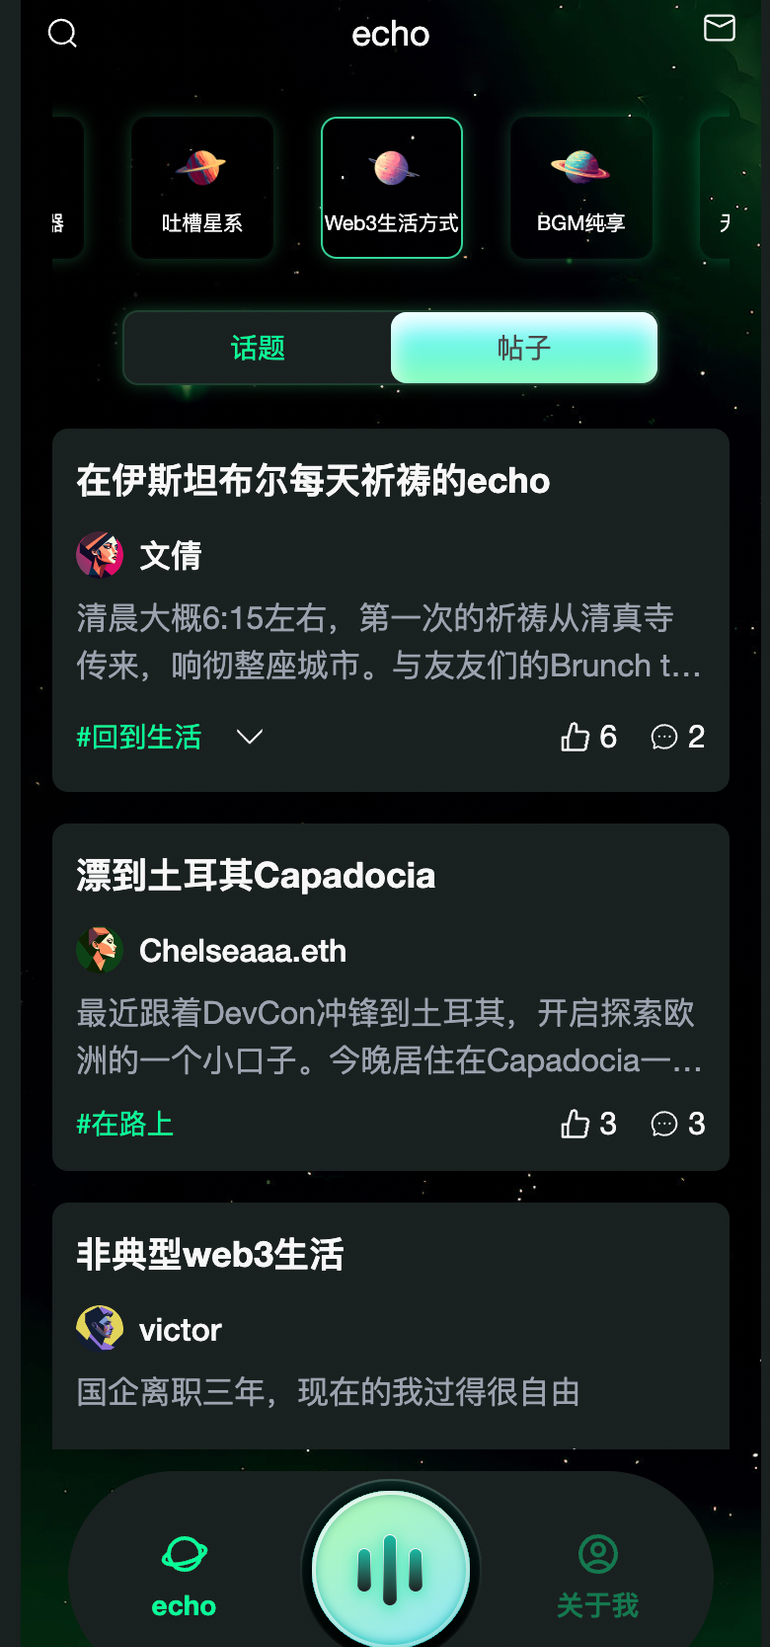 echo
吐槽星系
Web3生活方式
BGM纯享
话题
帖子
在伊斯坦布尔每天祈祷的echo
文倩
清晨大概6:15左右，第一次的祈祷从清真寺
传来，响彻整座城市。与友友们的Brunch t...
#回到生活
6
2
漂到土耳其Capadocia
Chelseaaa.eth
最近跟着DevCon冲锋到土耳其，开启探索欧
洲的一个小口子。今晚居住在Capadocia一...
#在路上
3
3
非典型web3生活
victor
国企离职三年，现在的我过得很自由
echo
关于我